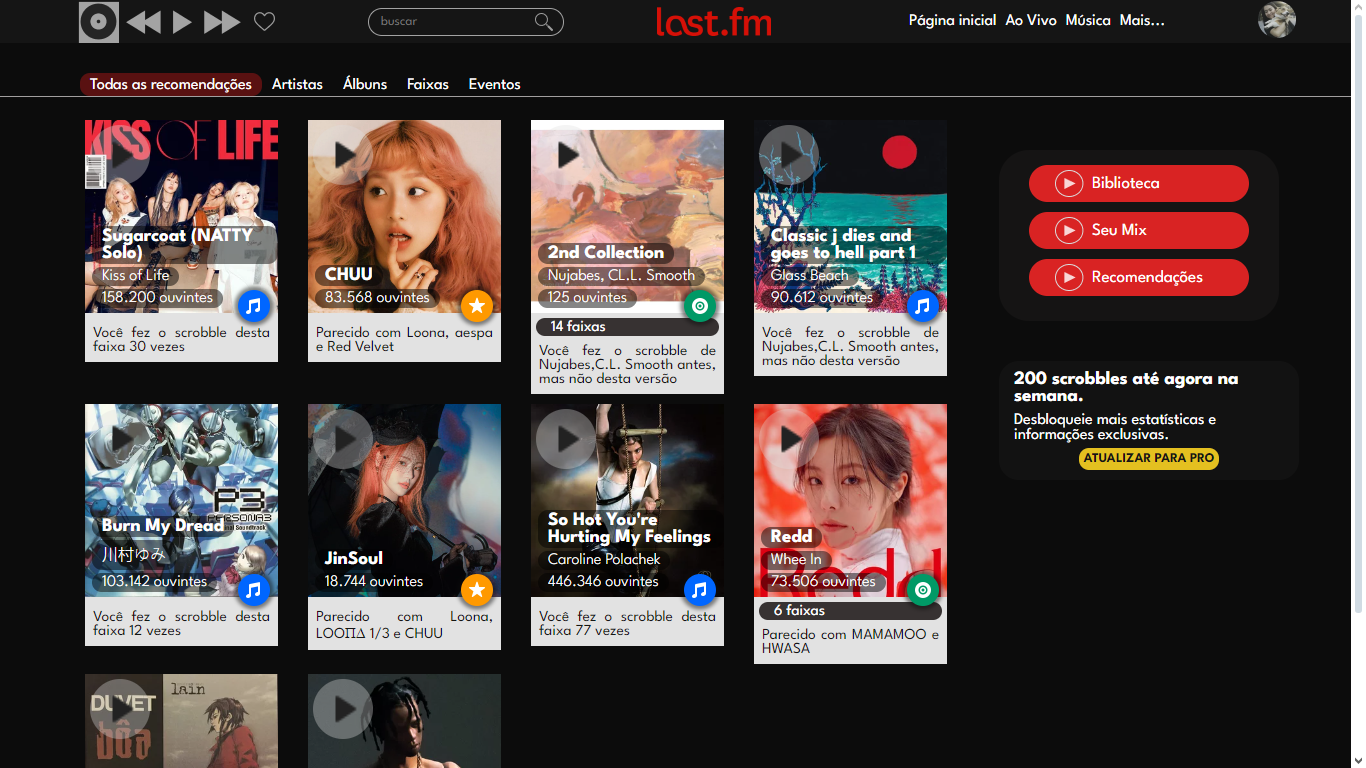 buscar
last.fm
Página inicial Ao Vivo Música Mais...
Todas as recomendações Artistas Álbuns Faixas Eventos
KISS OF LIFE
Sugarcoat (NATTY
Solo)
Kiss of Life
158.200 ouvintes
Você fez o scrobble desta
faixa 30 vezes
CHUU
83.568 ouvintes
Parecido com Loona, aespa
e Red Velvet
2nd Collection
Nujabes, CL.L. Smooth
125 ouvintes
14 faixas
Você fez o scrobble de
Nujabes,C.L. Smooth antes,
mas não desta versão
Classic j dies and
goes to hell part 1
Glass Beach
90.612 ouvintes
Você fez o scrobble de
Nujabes,C.L. Smooth antes,
mas não desta versão
Biblioteca
Seu Mix
Recomendações
200 scrobbles até agora na
semana.
Desbloqueie mais estatísticas e
informações exclusivas.
ATUALIZAR PARA PRO
P3
PERSONA3
Soundtrack
Burn My Dread
川村ゆみ
103.142 ouvintes
Você fez o scrobble desta
faixa 12 vezes
JinSoul
18.744 ouvintes
Parecido com Loona,
LOOΠΔ 1/3 e CHUU
So Hot You're
Hurting My Feelings
Caroline Polachek
446.346 ouvintes
Você fez o scrobble desta
faixa 77 vezes
Redd
Redd
Whee In
73.506 ouvintes
6 faixas
Parecido com MAMAMOO e
HWASA
DUVET
bôa
lain